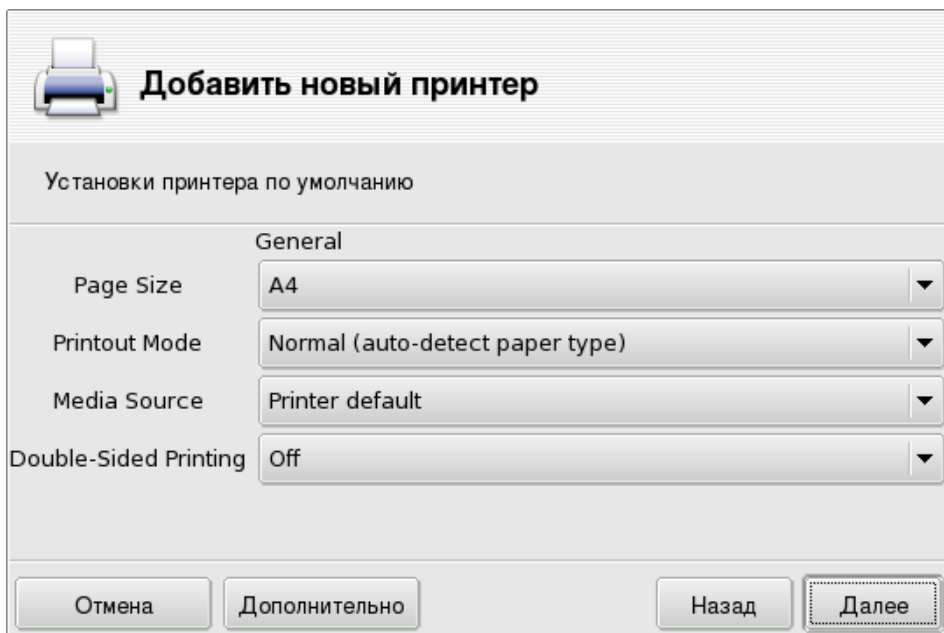 Добавить новый принтер
Установки принтера по умолчанию
General
Page Size A4
Printout Mode Normal (auto-detect paper type)
Media Source Printer default
Double-Sided Printing Off
Отмена Дополнительно Назад Далее